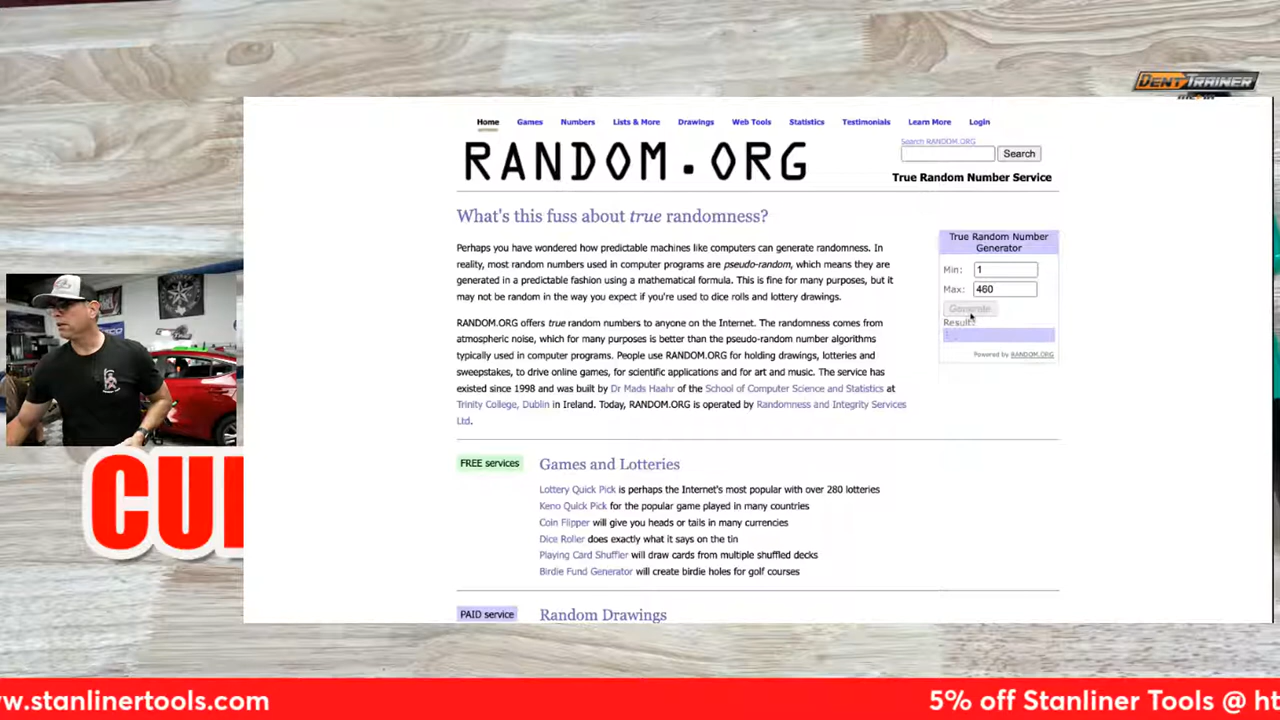 DENT TRAINER
MEDIA
Home Games Numbers Lists & More Drawings Web Tools Statistics Testimonials Learn More Login
Search RANDOM.ORG
RANDOM.ORG
Search
True Random Number Service
What's this fuss about true randomness?
Perhaps you have wondered how predictable machines like computers can generate randomness. In
reality, most random numbers used in computer programs are pseudo-random, which means they are
generated in a predictable fashion using a mathematical formula. This is fine for many purposes, but it
may not be random in the way you expect if you're used to dice rolls and lottery drawings.
RANDOM.ORG offers true random numbers to anyone on the Internet. The randomness comes from
atmospheric noise, which for many purposes is better than the pseudo-random number algorithms
typically used in computer programs. People use RANDOM.ORG for holding drawings, lotteries and
sweepstakes, to drive online games, for scientific applications and for art and music. The service has
existed since 1998 and was built by Dr Mads Haahr of the School of Computer Science and Statistics at
Trinity College, Dublin in Ireland. Today, RANDOM.ORG is operated by Randomness and Integrity Services
Ltd.
True Random Number
Generator
Min: 1
Max: 460
Generate
Result:
Powered by RANDOM.ORG
FREE services
Games and Lotteries
Lottery Quick Pick is perhaps the Internet's most popular with over 280 lotteries
Keno Quick Pick for the popular game played in many countries
Coin Flipper will give you heads or tails in many currencies
Dice Roller does exactly what it says on the tin
Playing Card Shuffler will draw cards from multiple shuffled decks
Birdie Fund Generator will create birdie holes for golf courses
PAID service
Random Drawings
CUI
w.stanlinertools.com
5% off Stanliner Tools @ ht